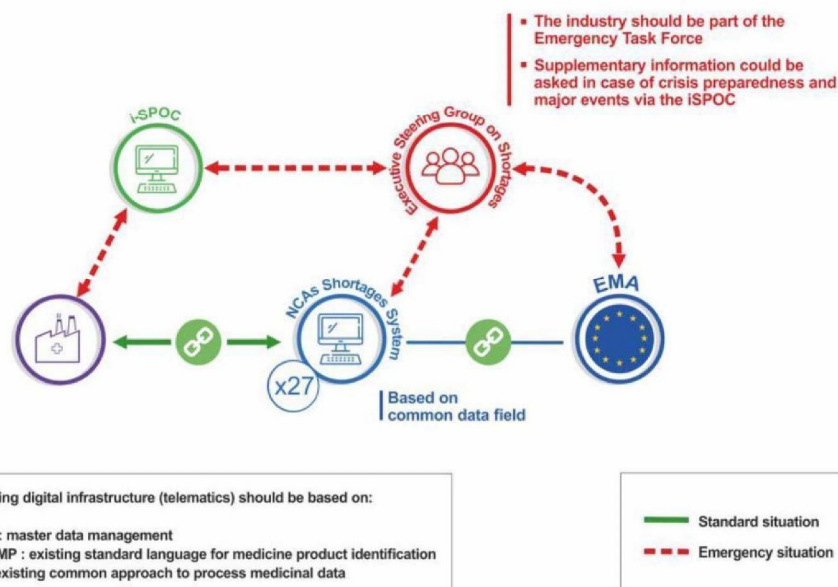 ▪ The industry should be part of the
Emergency Task Force
▪ Supplementary information could be
asked in case of crisis preparedness and
major events via the iSPOC
i-SPOC
Executive Steering Group on Shortages
NCAs Shortages System
EMA
x27
Based on
common data field
ing digital infrastructure (telematics) should be based on:
: master data management
MP : existing standard language for medicine product identification
existing common approach to process medicinal data
Standard situation
Emergency situation